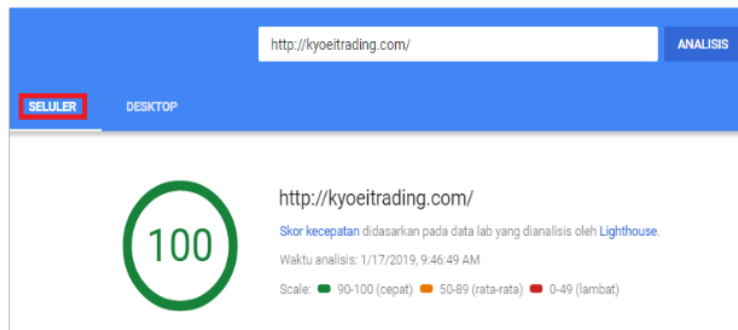 http://kyoeitrading.com/ ANALISIS
SELULER DESKTOP
100
http://kyoeitrading.com/
Skor kecepatan didasarkan pada data lab yang dianalisis oleh Lighthouse.
Waktu analisis: 1/17/2019, 9:46:49 AM
Scale: 90-100 (cepat) 50-89 (rata-rata) 0-49 (lambat)